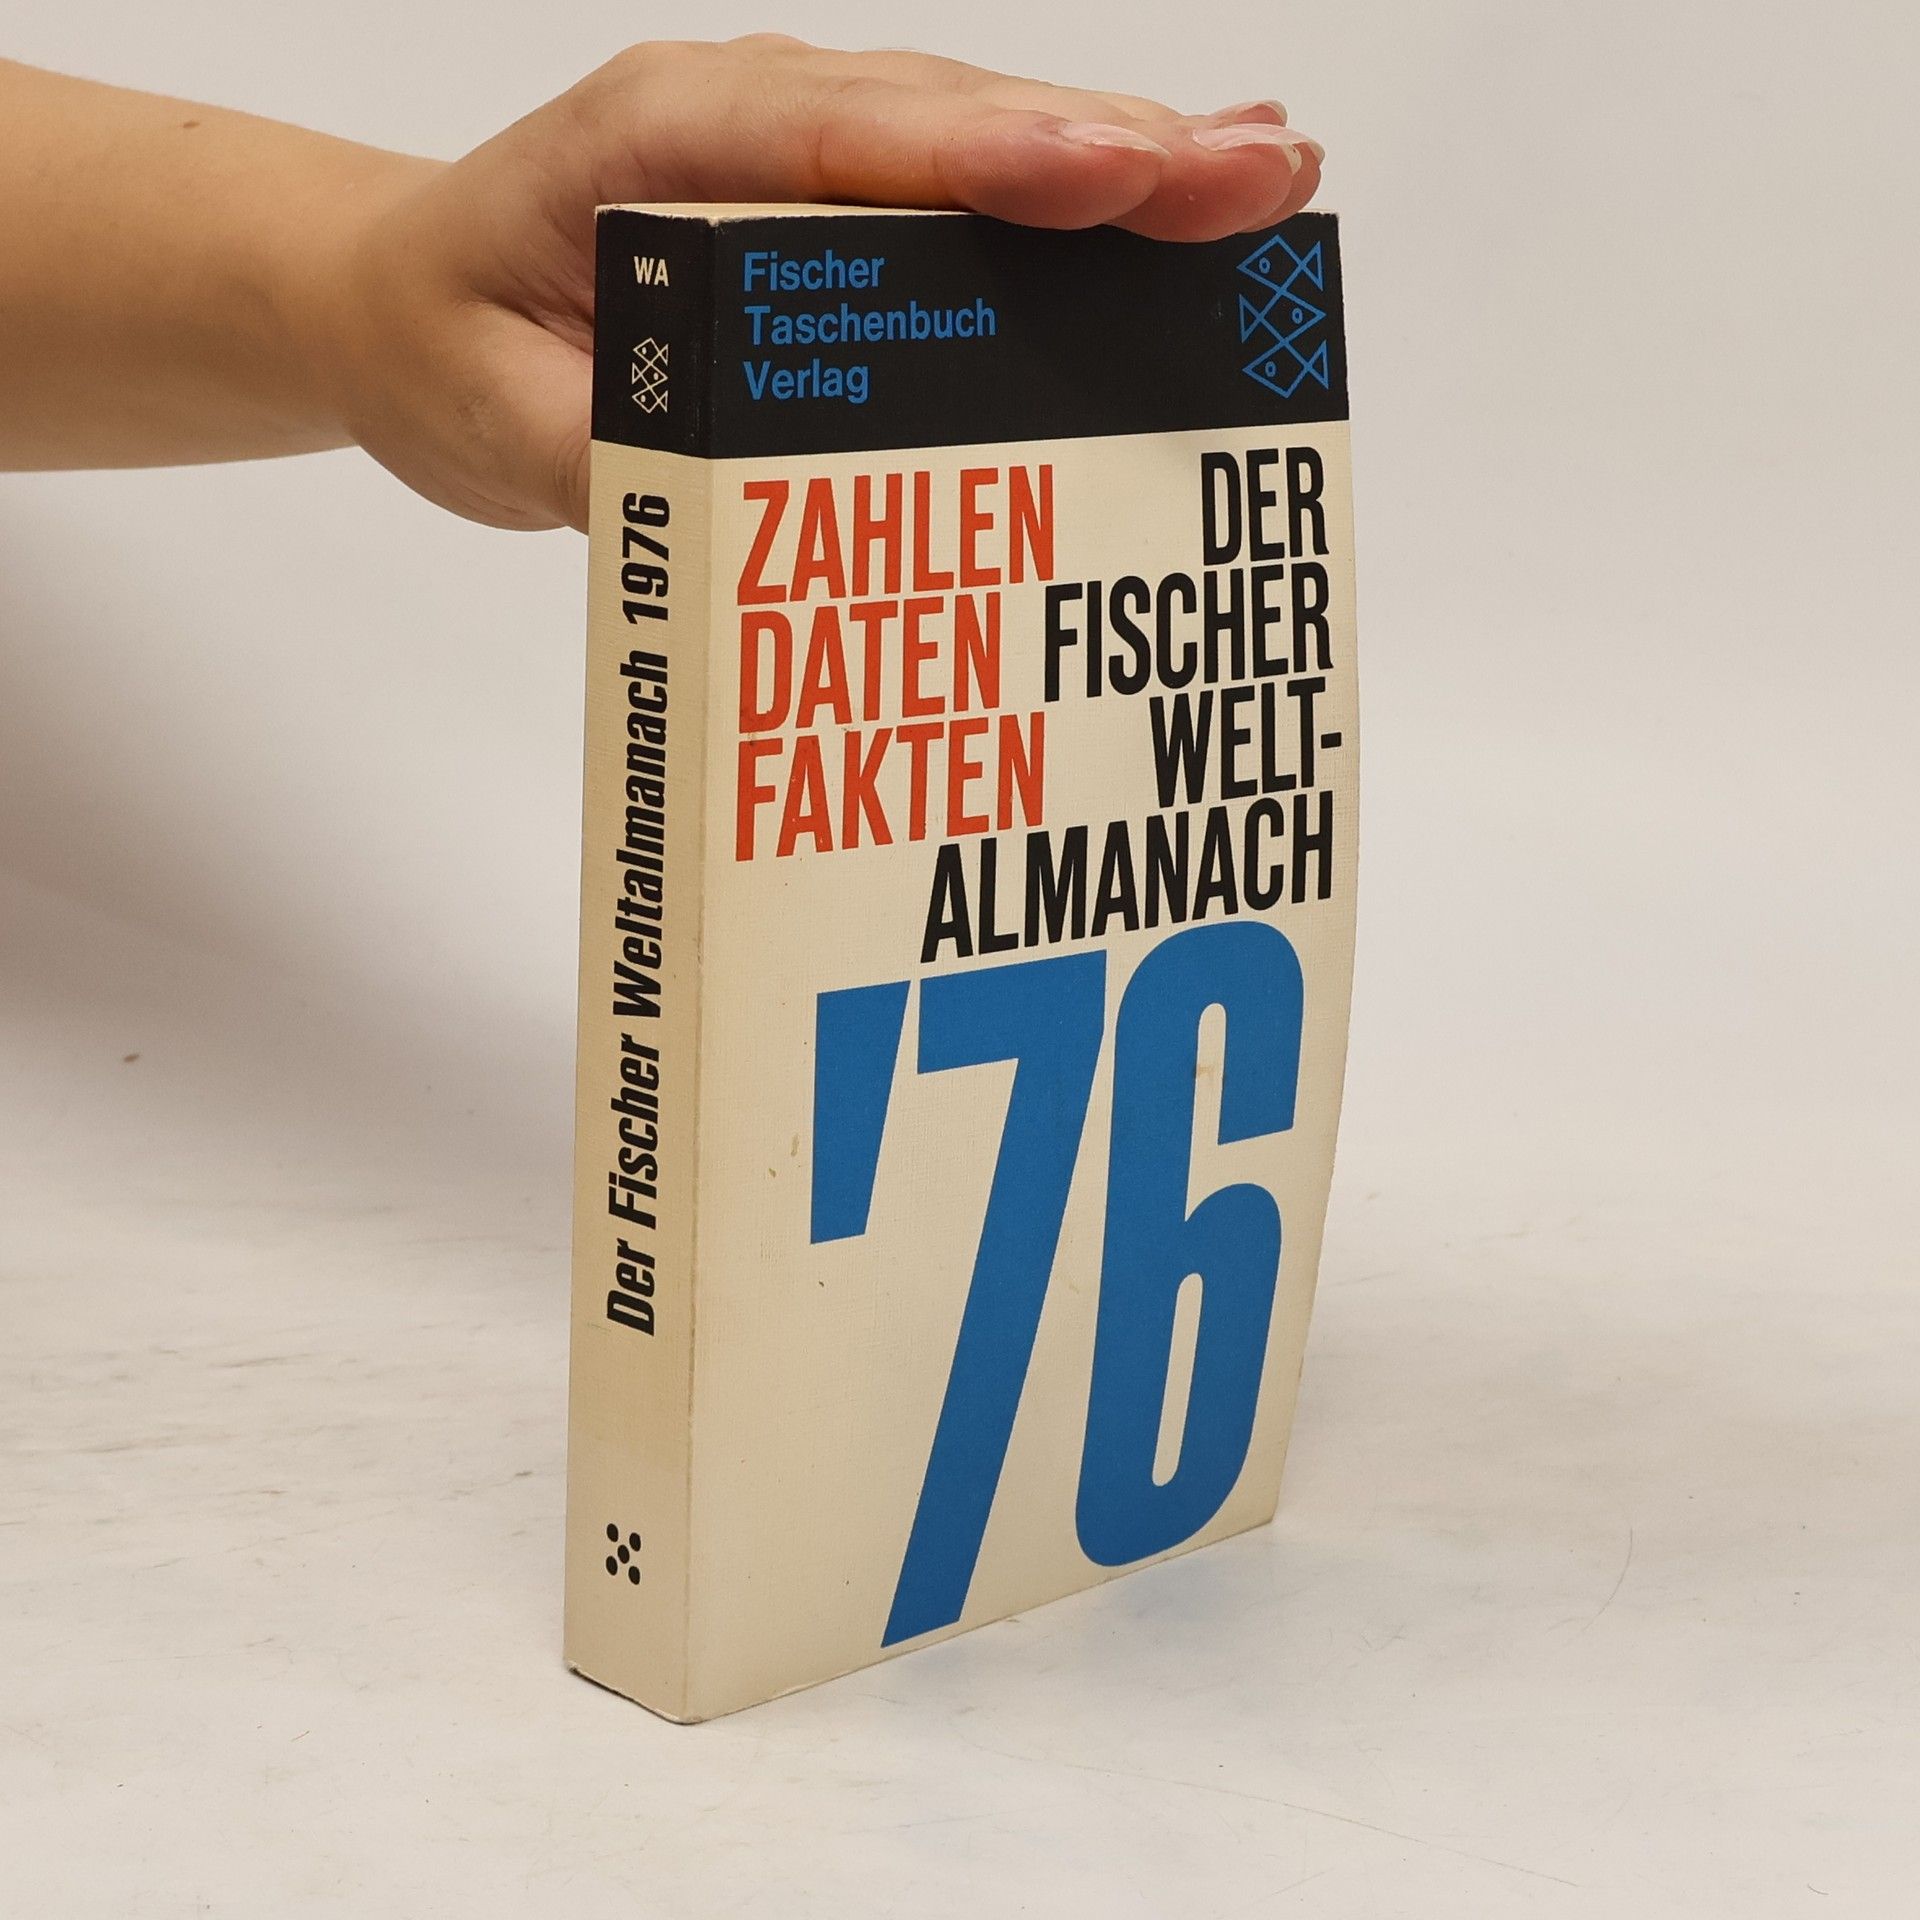 WA
Der Fischer Weltalmanach 1976
Fischer
Taschenbuch
Verlag
ZAHLEN
DATEN
FAKTEN
DER
FISCHER
WELT-
ALMANACH
'76